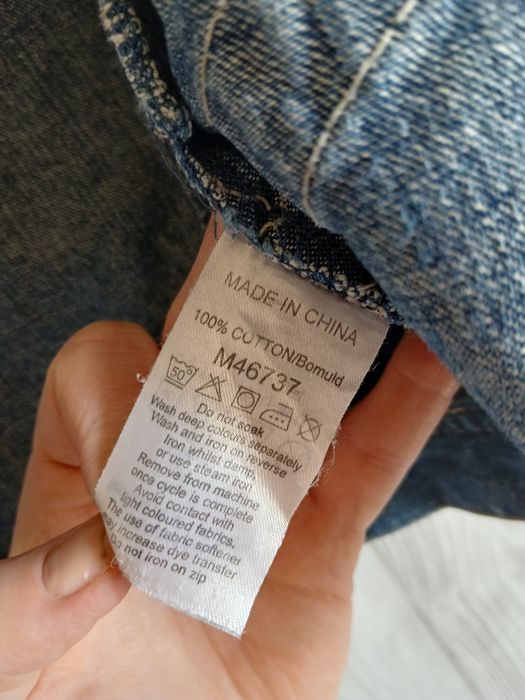 MADE IN CHINA
100% COTTON/Bomuld
M46737
50°
Do not soak
Wash deep colours separately
Wash and iron on reverse
Iron whilst damp
or use steam iron
Remove from machine
once cycle is complete
Avoid contact with
light coloured fabrics.
The use of fabric softener
may increase dye transfer
Do not iron on zip